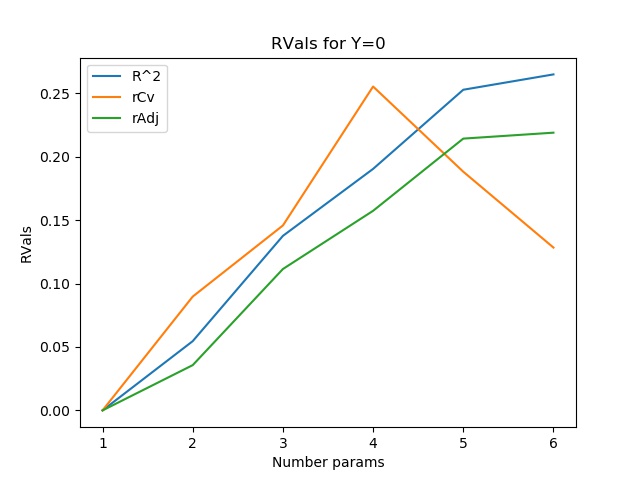 RVals for Y=0
R^2
rCv
rAdj
RVals
0.25
0.20
0.15
0.10
0.05
0.00
1 2 3 4 5 6
Number params